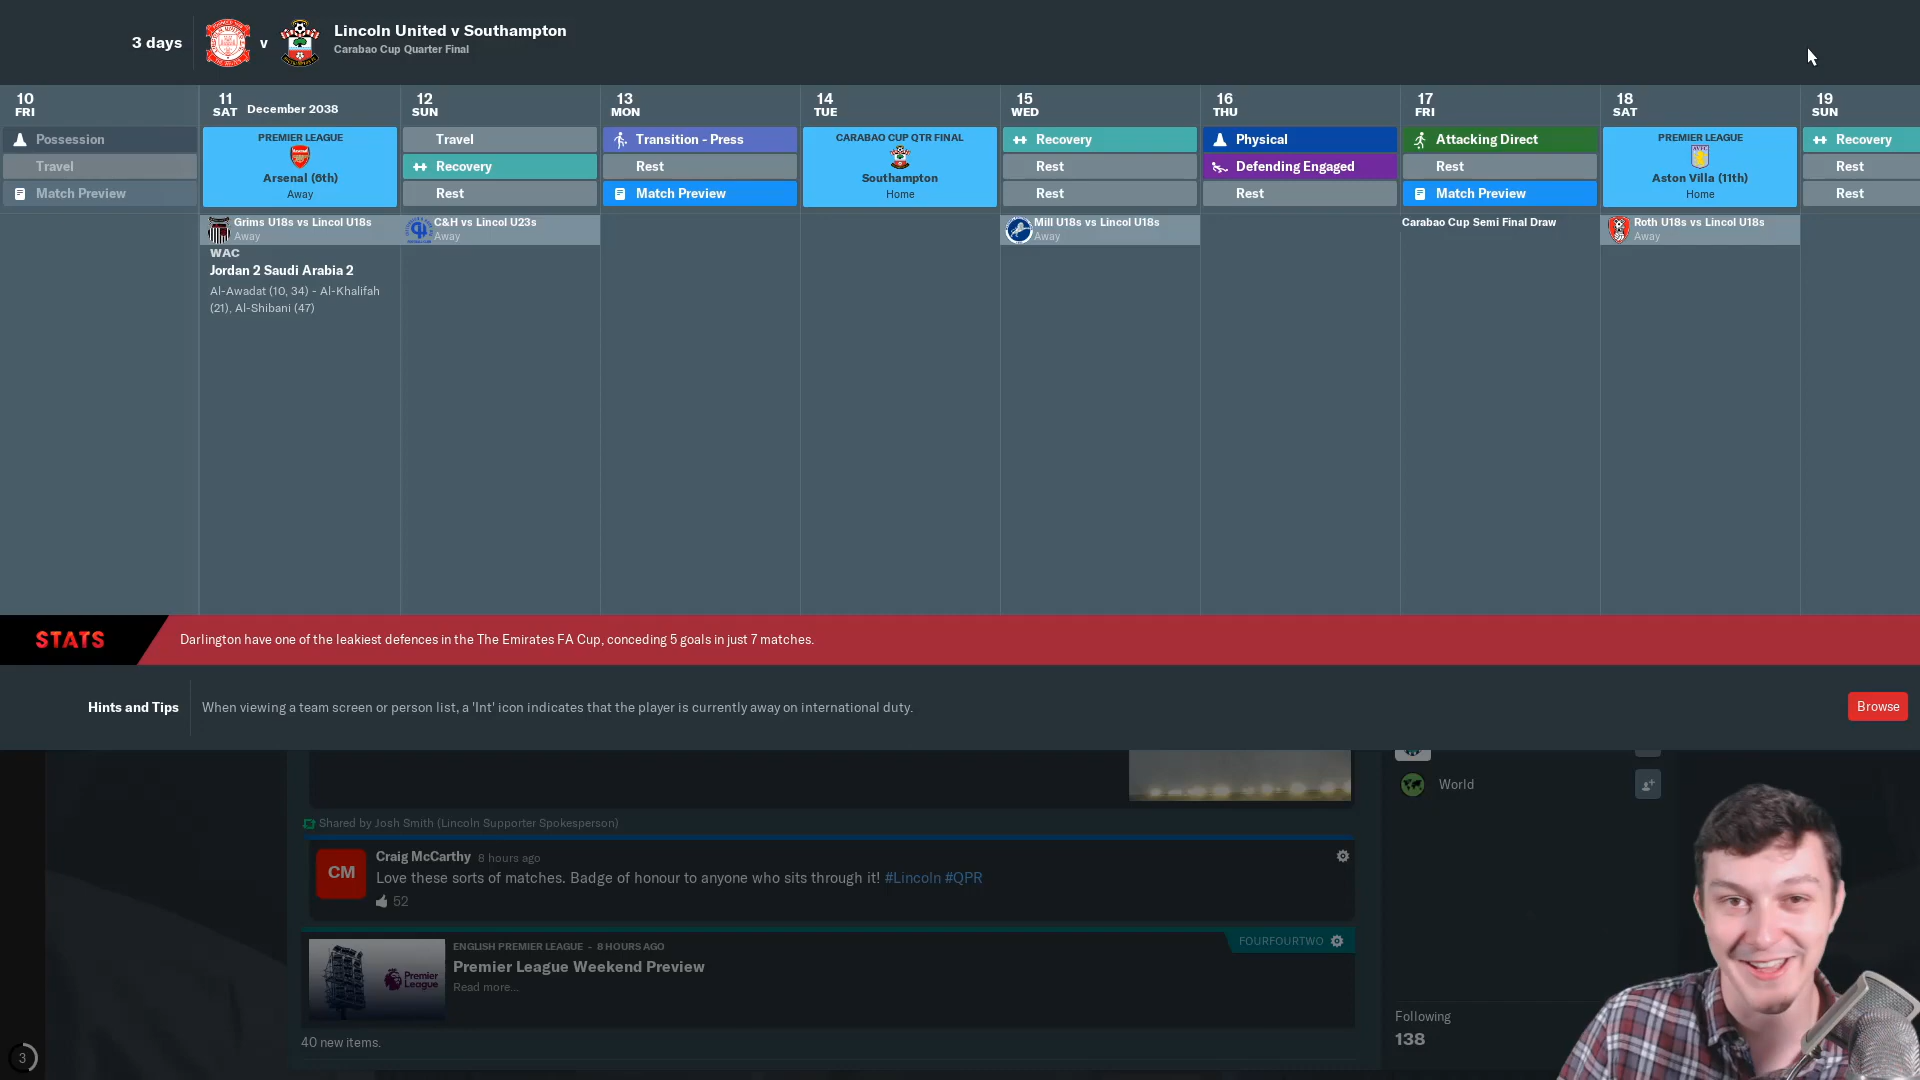 3 days
v
Lincoln United v Southampton
Carabao Cup Quarter Final
10
FRI
Possession
Travel
Match Preview
11
SAT
December 2038
PREMIER LEAGUE
Arsenal (6th)
Away
Grims U18s vs Lincol U18s
Away
WAC
Jordan 2 Saudi Arabia 2
Al-Awadat (10, 34) - Al-Khalifah
(21), Al-Shibani (47)
12
SUN
Travel
Recovery
Rest
C&H vs Lincol U23s
Away
13
MON
Transition - Press
Rest
Match Preview
14
TUE
CARABAO CUP QTR FINAL
Southampton
Home
15
WED
Recovery
Rest
Rest
Mill U18s vs Lincol U18s
Away
16
THU
Physical
Defending Engaged
Rest
17
FRI
Attacking Direct
Rest
Match Preview
Carabao Cup Semi Final Draw
18
SAT
PREMIER LEAGUE
Aston Villa (11th)
Home
Roth U18s vs Lincol U18s
Away
19
SUN
Recovery
Rest
Rest
STATS
Darlington have one of the leakiest defences in the The Emirates FA Cup, conceding 5 goals in just 7 matches.
Hints and Tips
When viewing a team screen or person list, a 'Int' icon indicates that the player is currently away on international duty.
Browse
World
Shared by Josh Smith (Lincoln Supporter Spokesperson)
CM
Craig McCarthy 8 hours ago
Love these sorts of matches. Badge of honour to anyone who sits through it! #Lincoln #QPR
52
ENGLISH PREMIER LEAGUE - 8 HOURS AGO
FOURFOURTWO
Premier League
Premier League Weekend Preview
Read more...
40 new items.
Following
138
3